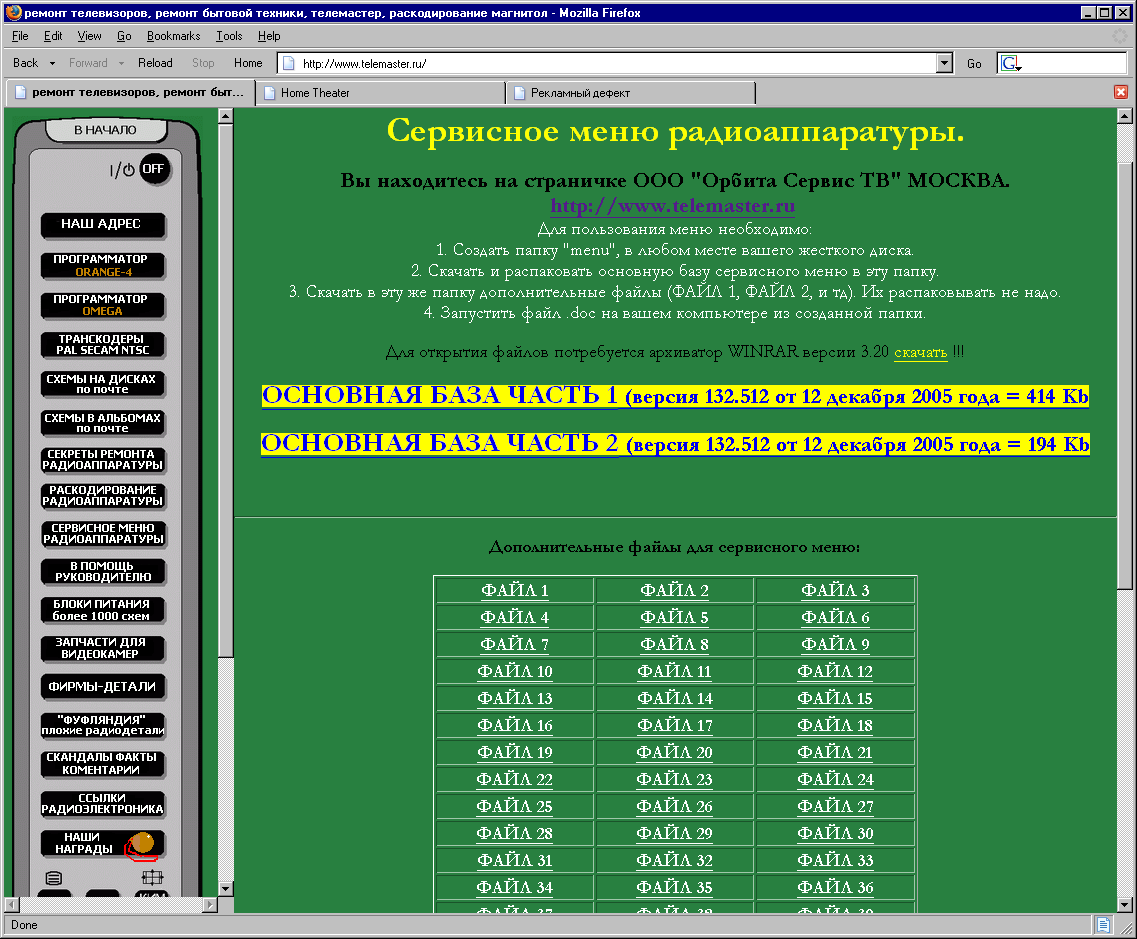 ремонт телевизоров, ремонт бытовой техники, телемастер, раскодирование магнитол - Mozilla Firefox
File Edit View Go Bookmarks Tools Help
Back Forward Reload Stop Home http://www.telemaster.ru/ Go G
ремонт телевизоров, ремонт быт... Home Theater Рекламный дефект
В НАЧАЛО
I/ OFF
НАШ АДРЕС
ПРОГРАММАТОР
ORANGE-4
ПРОГРАММАТОР
OMEGA
ТРАНСКОДЕРЫ
PAL SECAM NTSC
СХЕМЫ НА ДИСКАХ
по почте
СХЕМЫ В АЛЬБОМАХ
по почте
СЕКРЕТЫ РЕМОНТА
РАДИОАППАРАТУРЫ
РАСКОДИРОВАНИЕ
РАДИОАППАРАТУРЫ
СЕРВИСНОЕ МЕНЮ
РАДИОАППАРАТУРЫ
В ПОМОЩЬ
РУКОВОДИТЕЛЮ
БЛОКИ ПИТАНИЯ
более 1000 схем
ЗАПЧАСТИ ДЛЯ
ВИДЕОКАМЕР
ФИРМЫ-ДЕТАЛИ
"ФУФЛЯНДИЯ"
плохие радиодетали
СКАНДАЛЫ ФАКТЫ
КОМЕНТАРИИ
ССЫЛКИ
РАДИОЭЛЕКТРОНИКА
НАШИ
НАГРАДЫ
Сервисное меню радиоаппаратуры.
Вы находитесь на страничке ООО "Орбита Сервис ТВ" МОСКВА.
http://www.telemaster.ru
Для пользования меню необходимо:
1. Создать папку "menu", в любом месте вашего жесткого диска.
2. Скачать и распаковать основную базу сервисного меню в эту папку.
3. Скачать в эту же папку дополнительные файлы (ФАЙЛ 1, ФАЙЛ 2, и тд). Их распаковывать не надо.
4. Запустить файл .doc на вашем компьютере из созданной папки.
Для открытия файлов потребуется архиватор WINRAR версии 3.20 скачать !!!
ОСНОВНАЯ БАЗА ЧАСТЬ 1 (версия 132.512 от 12 декабря 2005 года = 414 Kb
ОСНОВНАЯ БАЗА ЧАСТЬ 2 (версия 132.512 от 12 декабря 2005 года = 194 Kb
Дополнительные файлы для сервисного меню:
ФАЙЛ 1 ФАЙЛ 2 ФАЙЛ 3
ФАЙЛ 4 ФАЙЛ 5 ФАЙЛ 6
ФАЙЛ 7 ФАЙЛ 8 ФАЙЛ 9
ФАЙЛ 10 ФАЙЛ 11 ФАЙЛ 12
ФАЙЛ 13 ФАЙЛ 14 ФАЙЛ 15
ФАЙЛ 16 ФАЙЛ 17 ФАЙЛ 18
ФАЙЛ 19 ФАЙЛ 20 ФАЙЛ 21
ФАЙЛ 22 ФАЙЛ 23 ФАЙЛ 24
ФАЙЛ 25 ФАЙЛ 26 ФАЙЛ 27
ФАЙЛ 28 ФАЙЛ 29 ФАЙЛ 30
ФАЙЛ 31 ФАЙЛ 32 ФАЙЛ 33
ФАЙЛ 34 ФАЙЛ 35 ФАЙЛ 36
ФАЙЛ 37 ФАЙЛ 38 ФАЙЛ 39
Done